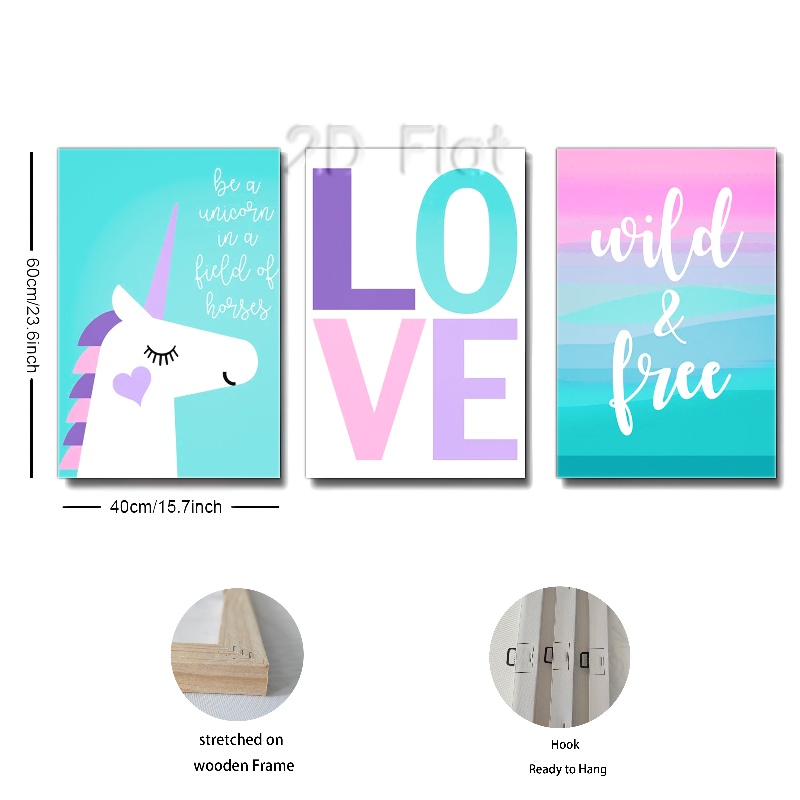 2D Flat
be a
unicorn
in a
field of
horses
LO
VE
wild
&
free
60cm/23.6inch
40cm/15.7inch
stretched on
wooden Frame
Hook
Ready to Hang